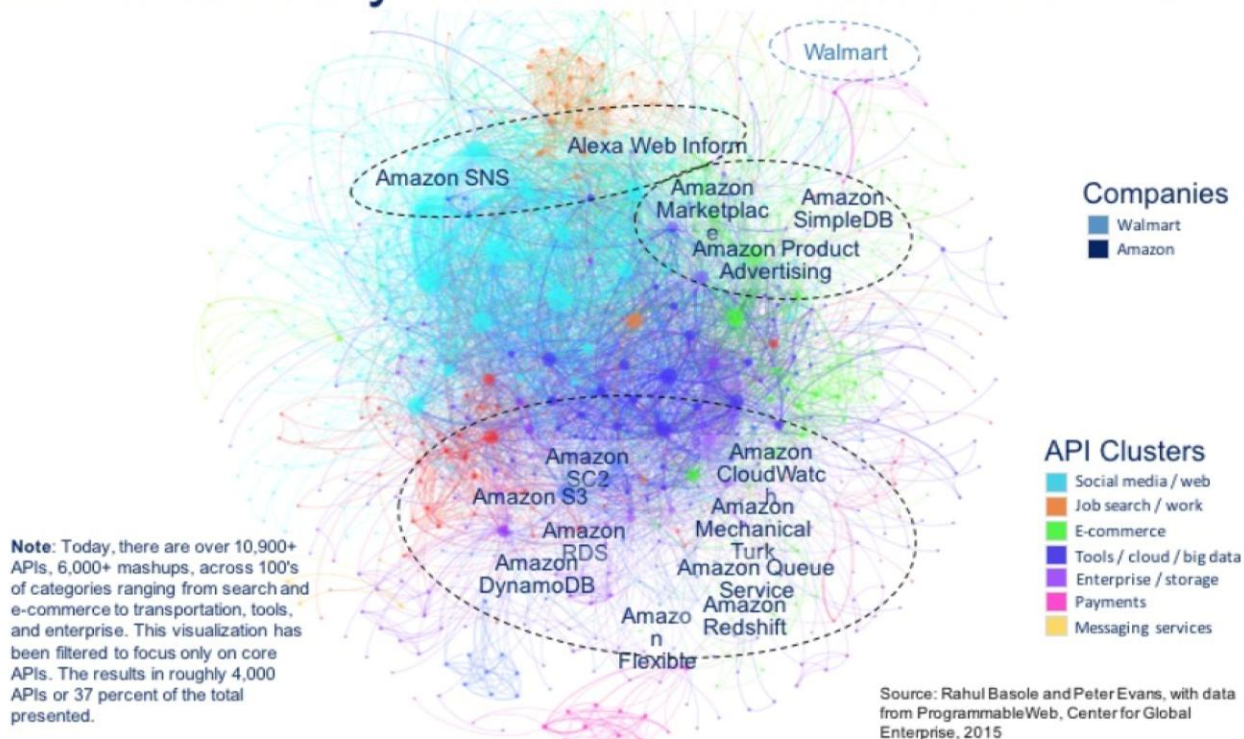 Walmart
Alexa Web Inform
Amazon SNS
Amazon
Marketplac
e
Amazon
SimpleDB
Amazon Product
Advertising
Companies
Walmart
Amazon
Amazon
SC2
Amazon S3
Amazon
RDS
Amazon
DynamoDB
Amazon
CloudWatc
h
Amazon
Mechanical
Turk
Amazon Queue
Service
Amazon
Redshift
Amazo
n
Flexible
API Clusters
Social media / web
Job search / work
E-commerce
Tools / cloud / big data
Enterprise / storage
Payments
Messaging services
Note: Today, there are over 10,900+
APIs, 6,000+ mashups, across 100's
of categories ranging from search and
e-commerce to transportation, tools,
and enterprise. This visualization has
been filtered to focus only on core
APIs. The results in roughly 4,000
APIs or 37 percent of the total
presented.
Source: Rahul Basole and Peter Evans, with data
from ProgrammableWeb, Center for Global
Enterprise, 2015